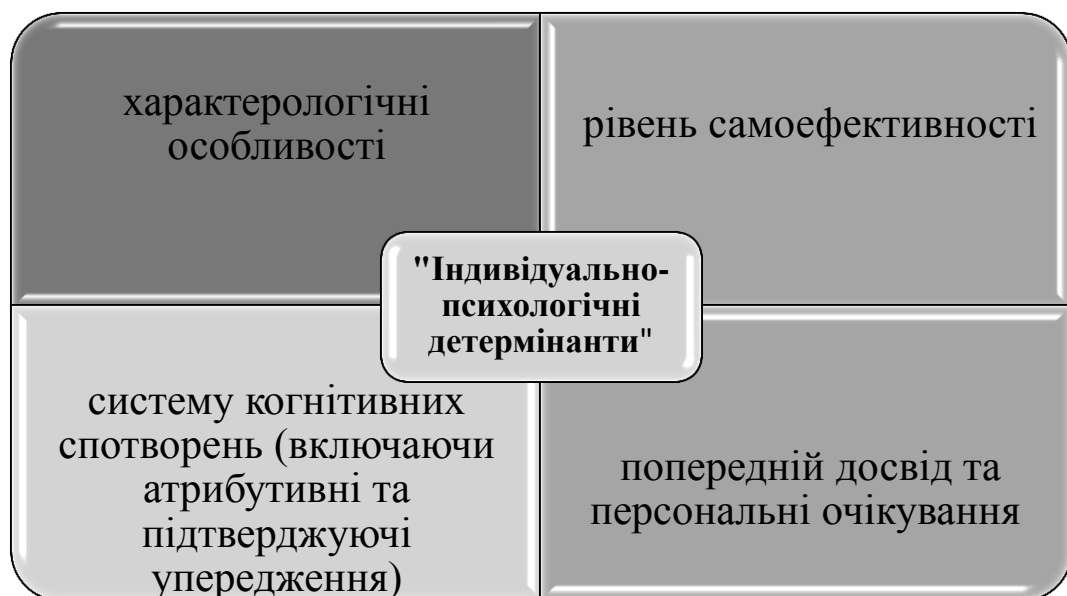 характерологічні
особливості
рівень самоефективності
"Індивідуально-
психологічні
детермінанти"
систему когнітивних
спотворень (включаючи
атрибутивні та
підтверджуючі
упередження)
попередній досвід та
персональні очікування